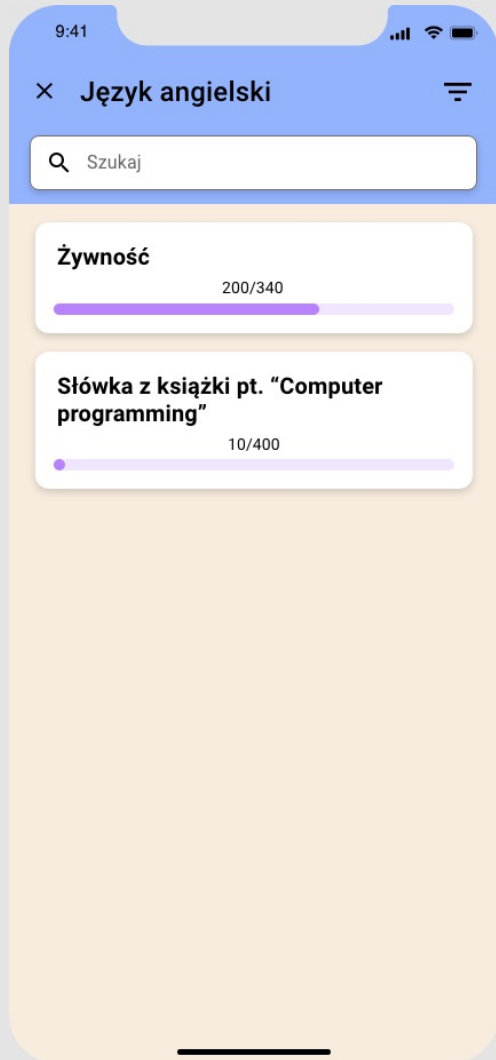 9:41
Język angielski
Szukaj
Żywność
200/340
Słówka z książki pt. “Computer
programming”
10/400